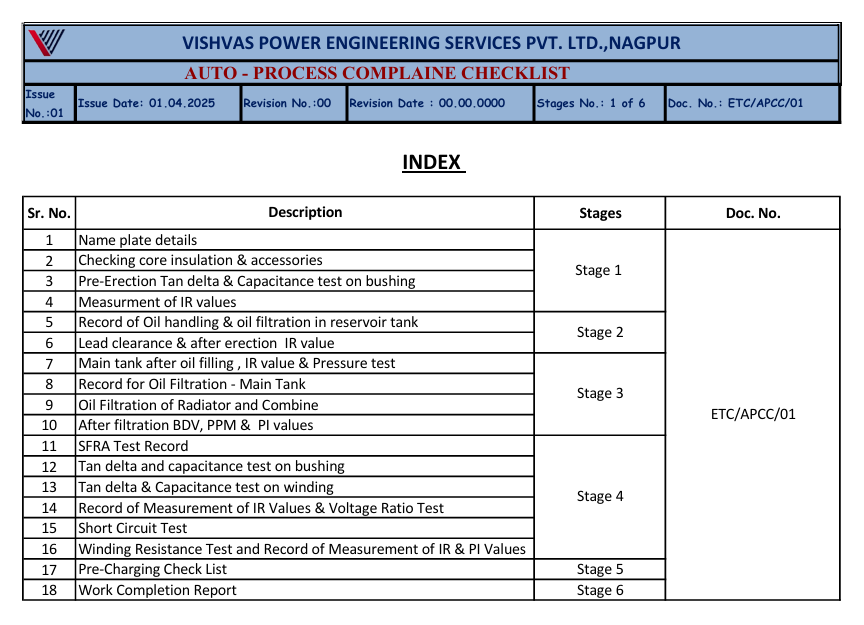 VISHVAS POWER ENGINEERING SERVICES PVT. LTD.,NAGPUR
AUTO - PROCESS COMPLAINE CHECKLIST
Issue No.:01 Issue Date: 01.04.2025 Revision No.:00 Revision Date : 00.00.0000 Stages No.: 1 of 6 Doc. No.: ETC/APCC/01
INDEX
Sr. No. Description Stages Doc. No.
1 Name plate details
2 Checking core insulation & accessories
Stage 1
3 Pre-Erection Tan delta & Capacitance test on bushing
4 Measurment of IR values
5 Record of Oil handling & oil filtration in reservoir tank
Stage 2
6 Lead clearance & after erection IR value
7 Main tank after oil filling , IR value & Pressure test
8 Record for Oil Filtration - Main Tank
Stage 3
9 Oil Filtration of Radiator and Combine
ETC/APCC/01
10 After filtration BDV, PPM & PI values
11 SFRA Test Record
12 Tan delta and capacitance test on bushing
13 Tan delta & Capacitance test on winding
Stage 4
14 Record of Measurement of IR Values & Voltage Ratio Test
15 Short Circuit Test
16 Winding Resistance Test and Record of Measurement of IR & PI Values
17 Pre-Charging Check List Stage 5
18 Work Completion Report Stage 6